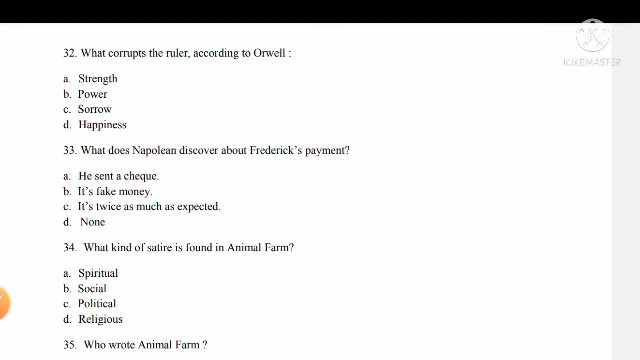 KINEMASTER
32. What corrupts the ruler, according to Orwell :
a. Strength
b. Power
c. Sorrow
d. Happiness
33. What does Napolean discover about Frederick's payment?
a. He sent a cheque.
b. It's fake money.
c. It's twice as much as expected.
d. None
34. What kind of satire is found in Animal Farm?
a. Spiritual
b. Social
c. Political
d. Religious
35. Who wrote Animal Farm ?